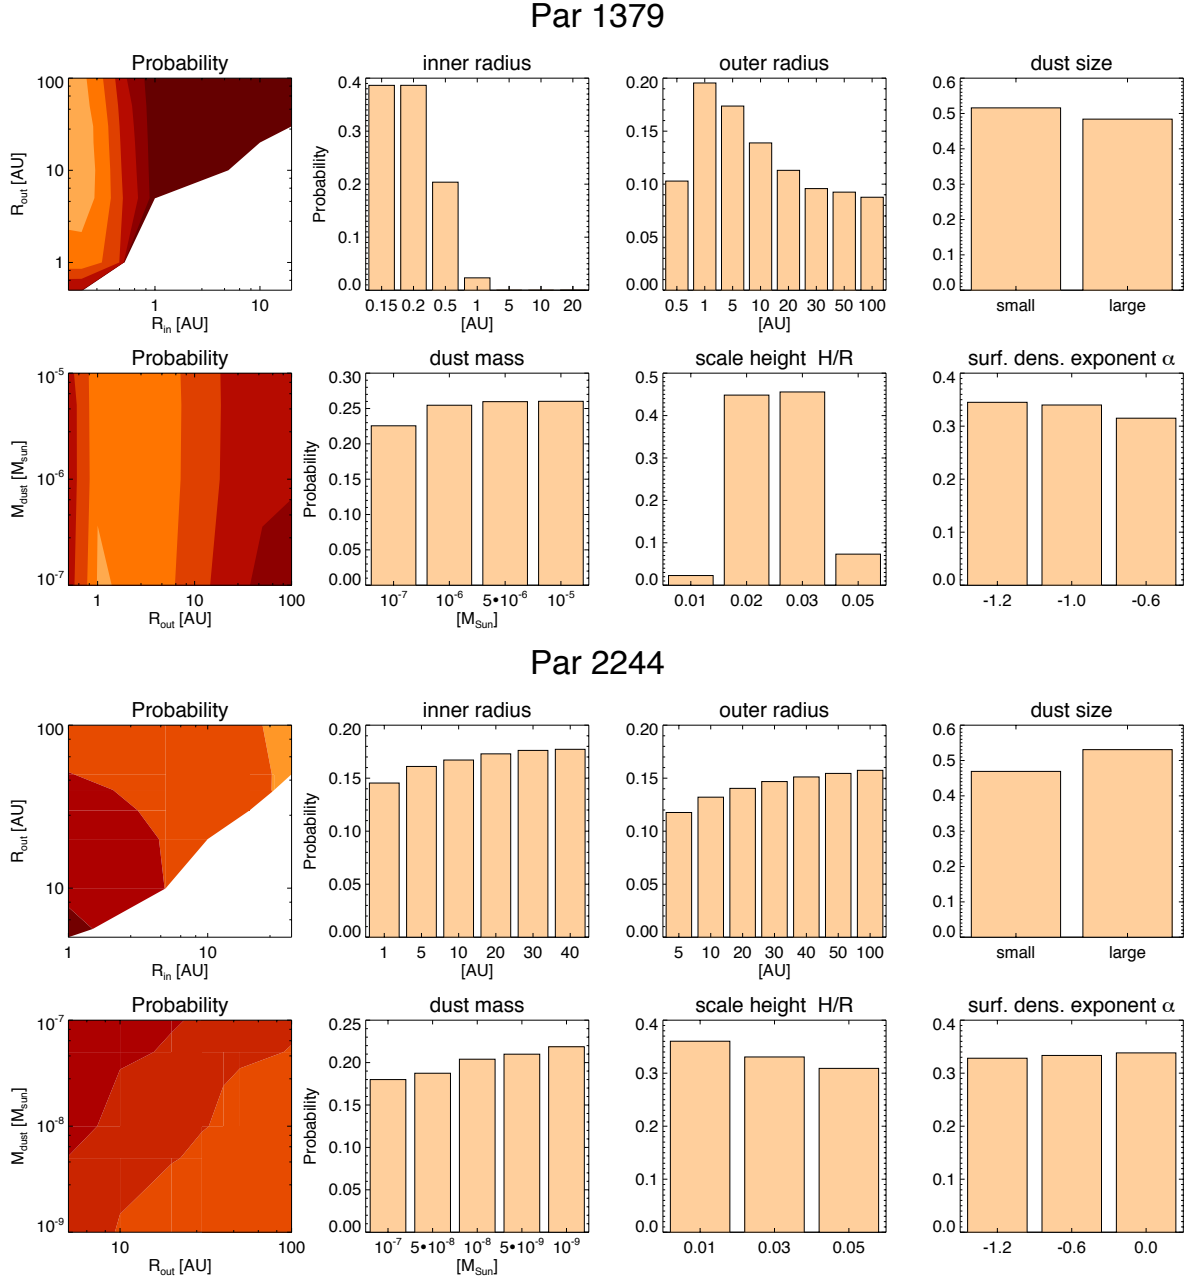 Par 1379
Probability inner radius outer radius dust size
100 10 1
R_out [AU]
1 10
R_in [AU]
0.4 0.3 0.2 0.1 0.0
Probability
0.15 0.2 0.5 1 5 10 20
[AU]
0.20 0.15 0.10 0.05 0.00
0.5 1 5 10 20 30 50 100
[AU]
0.6 0.5 0.4 0.3 0.2 0.1 0.0
small large
Probability dust mass scale height H/R surf. dens. exponent α
10^-5 10^-6 10^-7
M_dust [M_sun]
1 10 100
R_out [AU]
0.30 0.25 0.20 0.15 0.10 0.05 0.00
Probability
10^-7 10^-6 5•10^-6 10^-5
[M_Sun]
0.5 0.4 0.3 0.2 0.1 0.0
0.01 0.02 0.03 0.05
0.4 0.3 0.2 0.1 0.0
-1.2 -1.0 -0.6
Par 2244
Probability inner radius outer radius dust size
100 10
R_out [AU]
1 10
R_in [AU]
0.20 0.15 0.10 0.05 0.00
Probability
1 5 10 20 30 40
[AU]
0.20 0.15 0.10 0.05 0.00
5 10 20 30 40 50 100
[AU]
0.6 0.5 0.4 0.3 0.2 0.1 0.0
small large
Probability dust mass scale height H/R surf. dens. exponent α
10^-7 10^-8 10^-9
M_dust [M_sun]
10 100
R_out [AU]
0.25 0.20 0.15 0.10 0.05 0.00
Probability
10^-7 5•10^-8 10^-8 5•10^-9 10^-9
[M_Sun]
0.4 0.3 0.2 0.1 0.0
0.01 0.03 0.05
0.4 0.3 0.2 0.1 0.0
-1.2 -0.6 0.0